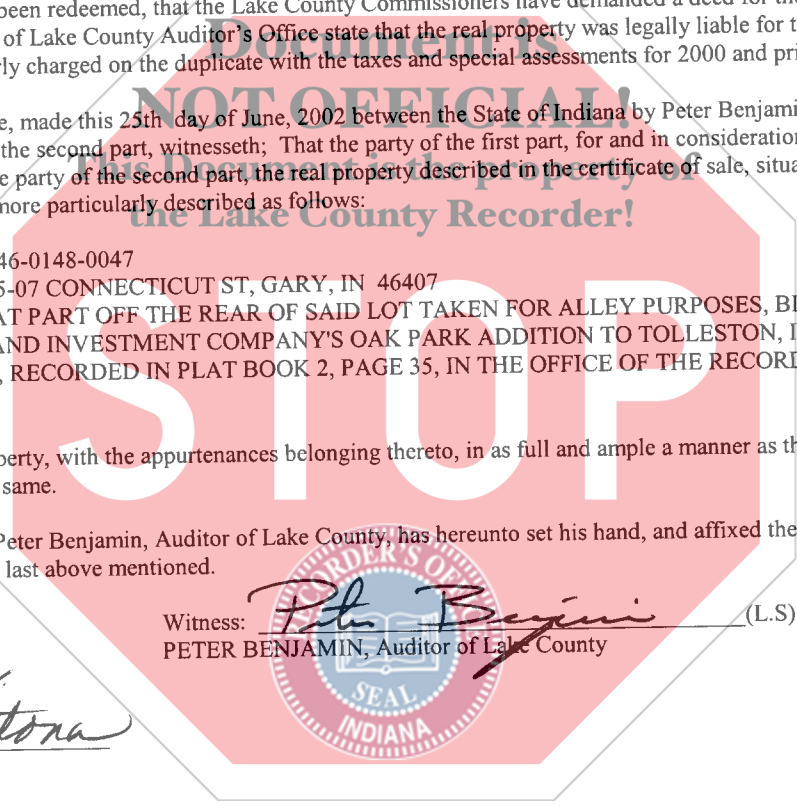 been redeemed, that the Lake County Commissioners have demanded a deed for the
of Lake County Auditor's Office state that the real property was legally liable for t
ly charged on the duplicate with the taxes and special assessments for 2000 and pri
Document is
NOT OFFICIAL!
This Document is the property of
the Lake County Recorder!
e, made this 25th day of June, 2002 between the State of Indiana by Peter Benjami
the second part, witnesseth; That the party of the first part, for and in consideration
e party of the second part, the real property described in the certificate of sale, situa
more particularly described as follows:
46-0148-0047
5-07 CONNECTICUT ST, GARY, IN 46407
AT PART OFF THE REAR OF SAID LOT TAKEN FOR ALLEY PURPOSES, BL
AND INVESTMENT COMPANY'S OAK PARK ADDITION TO TOLLESTON, I
, RECORDED IN PLAT BOOK 2, PAGE 35, IN THE OFFICE OF THE RECORD
STOP
perty, with the appurtenances belonging thereto, in as full and ample a manner as th
same.
Peter Benjamin, Auditor of Lake County, has hereunto set his hand, and affixed the
last above mentioned.
Witness: Peter Benjamin (L.S)
PETER BENJAMIN, Auditor of Lake County
RECORDER'S OFFICE
SEAL
INDIANA